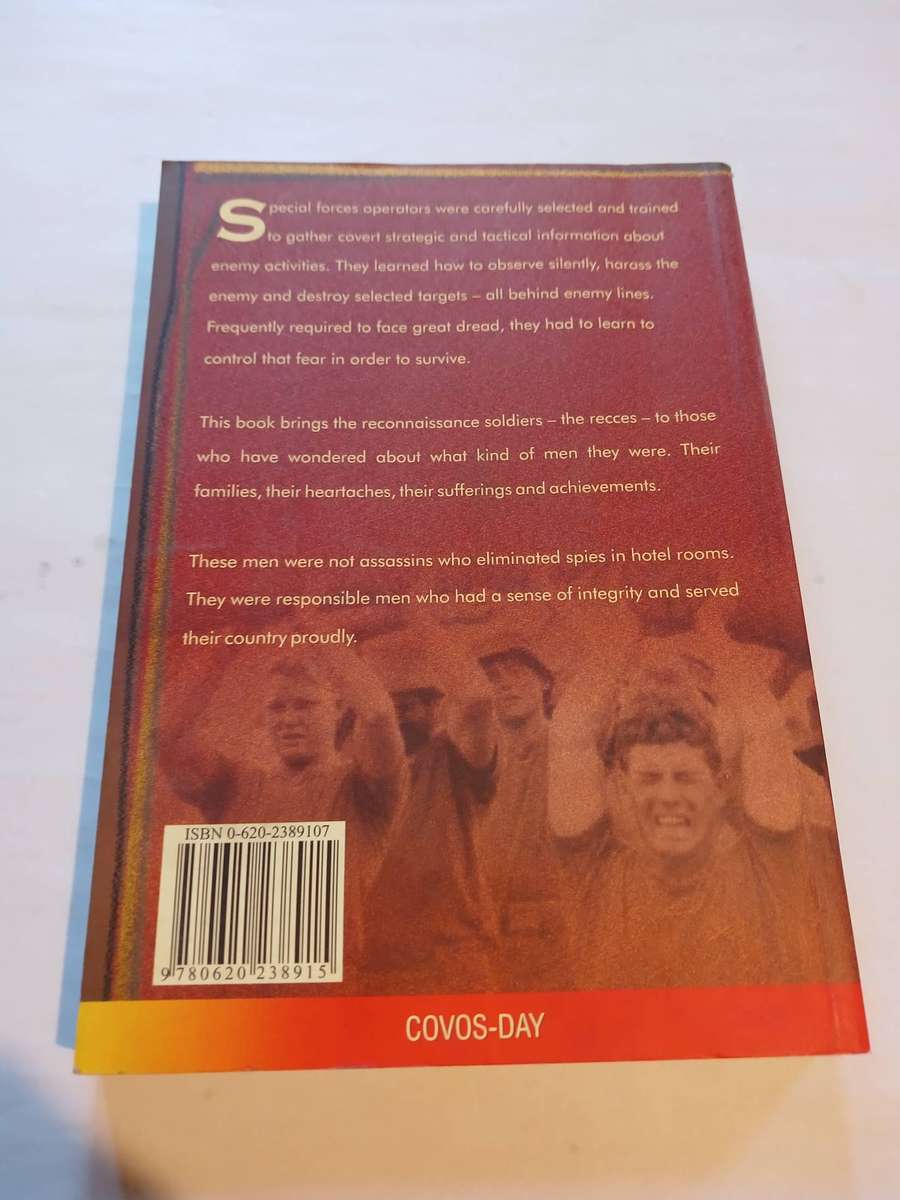 Special forces operators were carefully selected and trained
to gather covert strategic and tactical information about
enemy activities. They learned how to observe silently, harass the
enemy and destroy selected targets – all behind enemy lines.
Frequently required to face great dread, they had to learn to
control that fear in order to survive.
This book brings the reconnaissance soldiers – the recces – to those
who have wondered about what kind of men they were. Their
families, their heartaches, their sufferings and achievements.
These men were not assassins who eliminated spies in hotel rooms.
They were responsible men who had a sense of integrity and served
their country proudly.
ISBN 0-620-2389107
9 780620 238915
COVOS-DAY